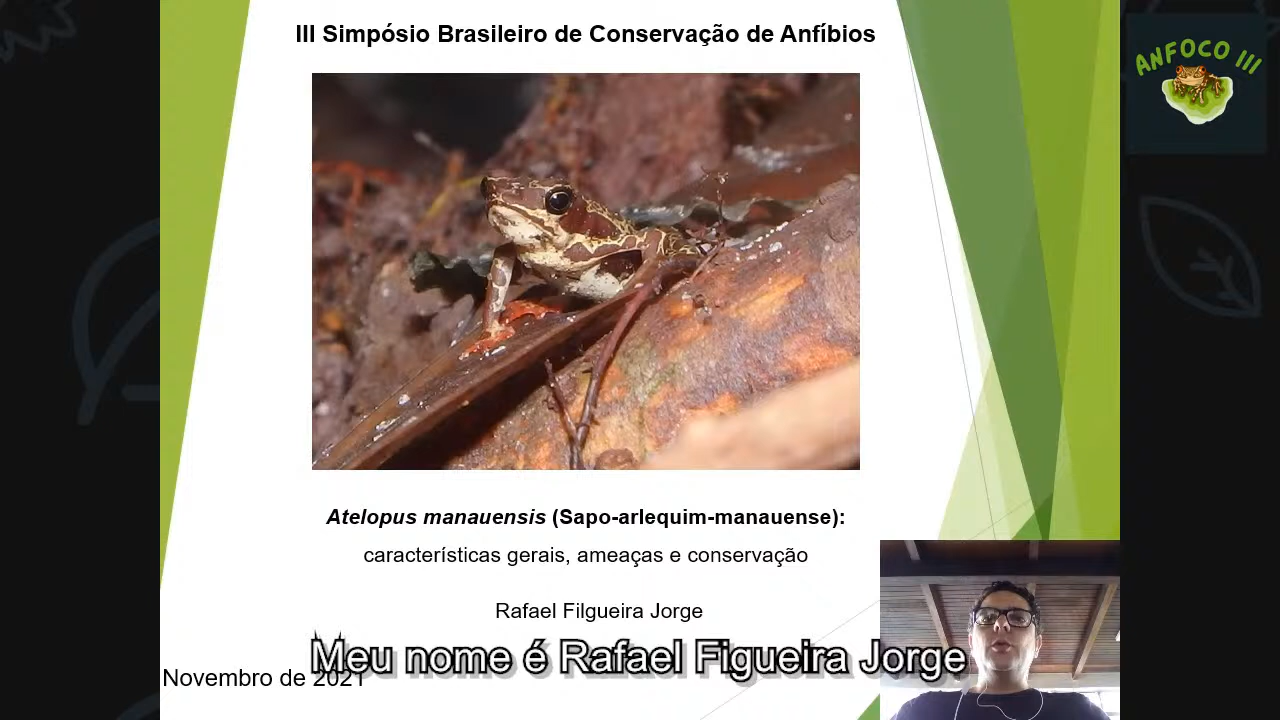 III Simpósio Brasileiro de Conservação de Anfíbios
ANFOCO III
Atelopus manauensis (Sapo-arlequim-manauense):
características gerais, ameaças e conservação
Rafael Filgueira Jorge
Meu nome é Rafael Figueira Jorge
Novembro de 2021